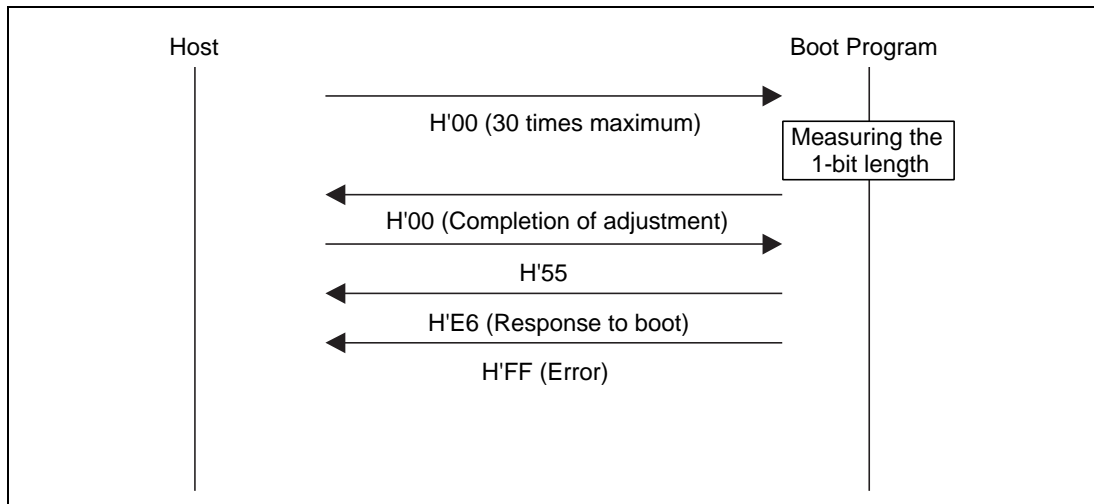 Host
Boot Program
H'00 (30 times maximum)
Measuring the
1-bit length
H'00 (Completion of adjustment)
H'55
H'E6 (Response to boot)
H'FF (Error)